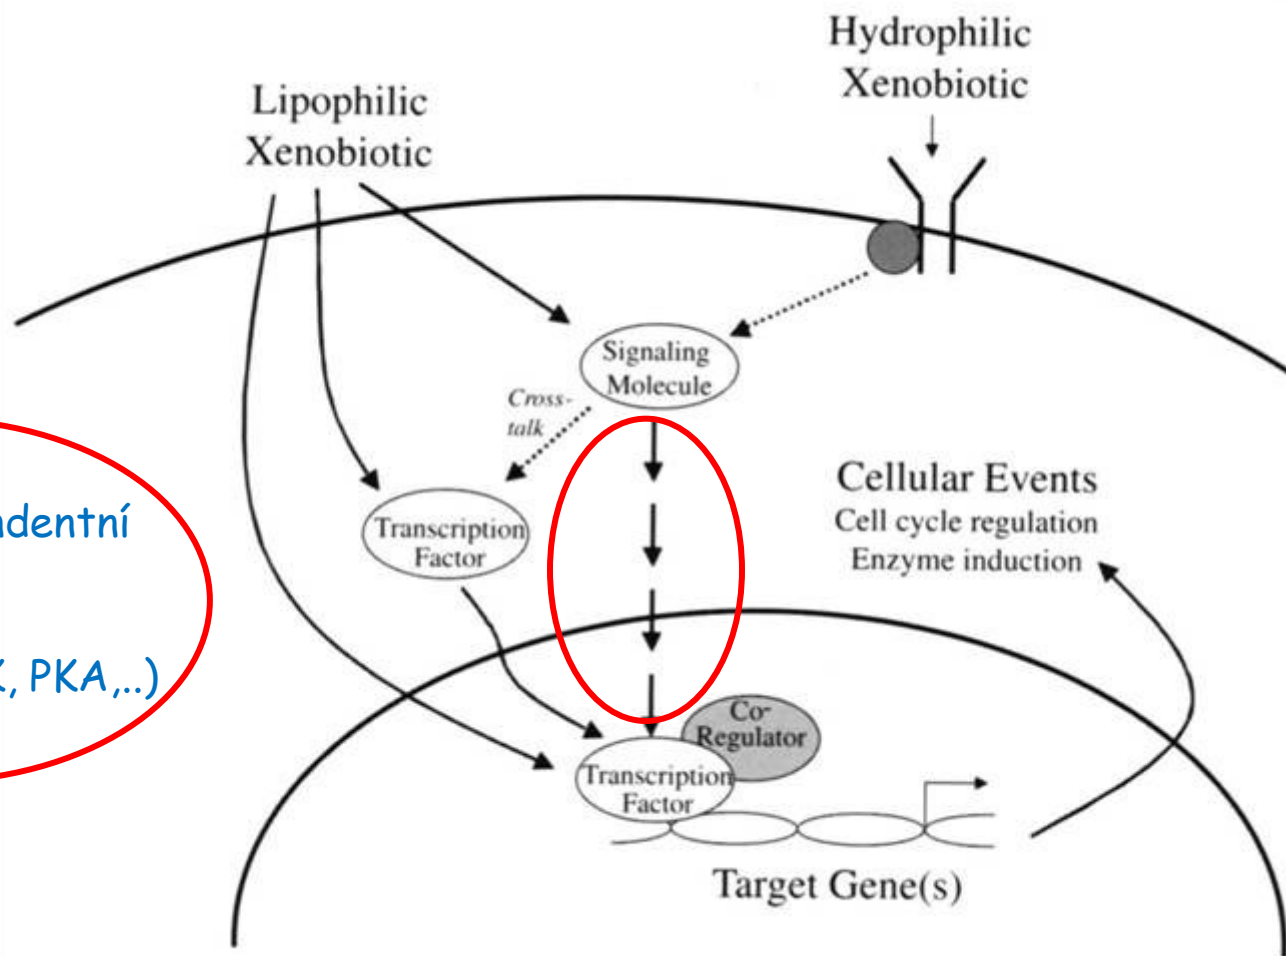 Hydrophilic
Xenobiotic
Lipophilic
Xenobiotic
Signaling
Molecule
Cross-
talk
Transcription
Factor
Cellular Events
Cell cycle regulation
Enzyme induction
PKA,..)
Co-
Regulator
Transcription
Factor
Target Gene(s)